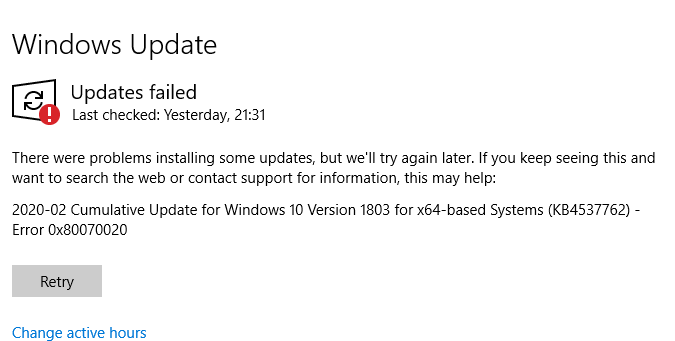 Windows Update
Updates failed
Last checked: Yesterday, 21:31
There were problems installing some updates, but we'll try again later. If you keep seeing this and
want to search the web or contact support for information, this may help:
2020-02 Cumulative Update for Windows 10 Version 1803 for x64-based Systems (KB4537762) -
Error 0x80070020
Retry
Change active hours